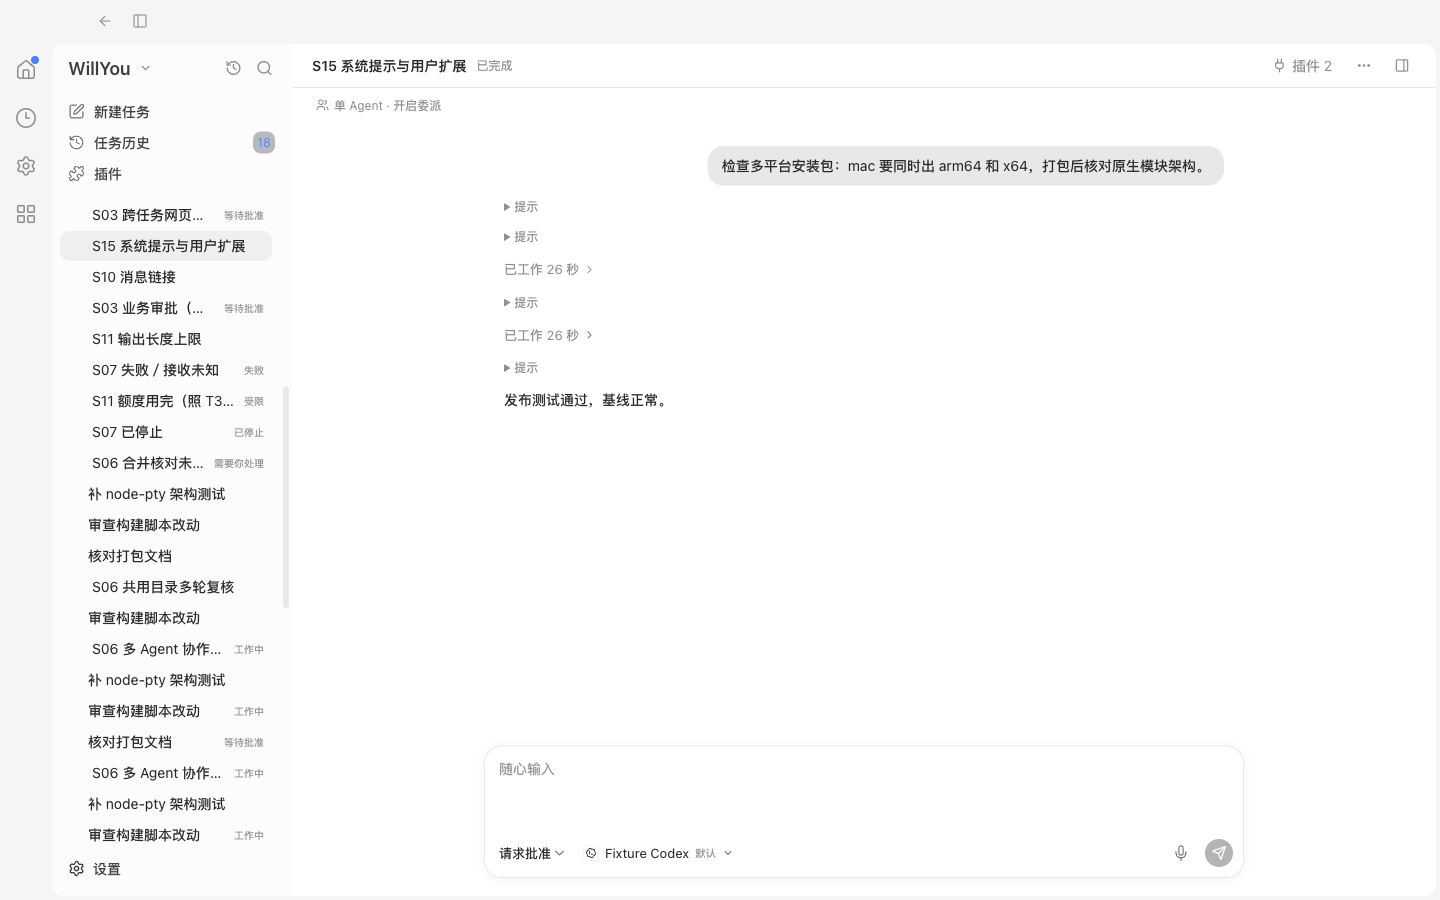 WillYou
新建任务
任务历史 18
插件
S03 跨任务网页... 等待批准
S15 系统提示与用户扩展
S10 消息链接
S03 业务审批（... 等待批准
S11 输出长度上限
S07 失败 / 接收未知 失败
S11 额度用完（照 T3... 受限
S07 已停止 已停止
S06 合并核对未... 需要你处理
补 node-pty 架构测试
审查构建脚本改动
核对打包文档
S06 共用目录多轮复核
审查构建脚本改动
S06 多 Agent 协作... 工作中
补 node-pty 架构测试
审查构建脚本改动 工作中
核对打包文档 等待批准
S06 多 Agent 协作... 工作中
补 node-pty 架构测试
审查构建脚本改动 工作中
设置
S15 系统提示与用户扩展 已完成
插件 2
单 Agent · 开启委派
检查多平台安装包：mac 要同时出 arm64 和 x64，打包后核对原生模块架构。
提示
提示
已工作 26 秒
提示
已工作 26 秒
提示
发布测试通过，基线正常。
随心输入
请求批准 Fixture Codex 默认